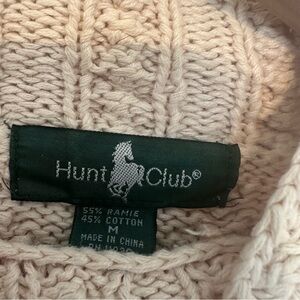 Hunt Club®
55% RAMIE
45% COTTON
M
MADE IN CHINA